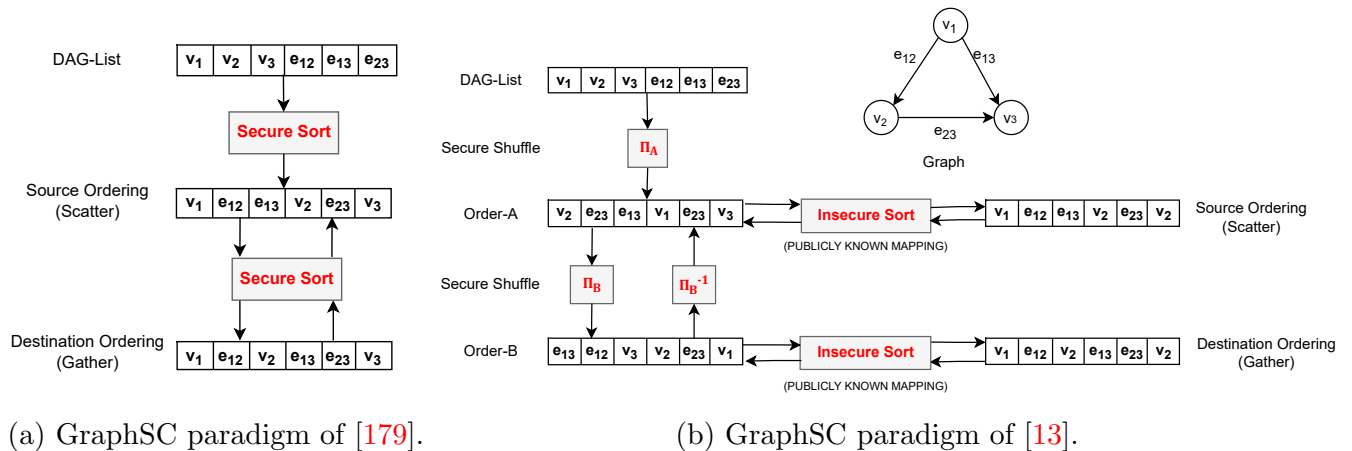 DAG-List
v1 v2 v3 e12 e13 e23
Secure Sort
Source Ordering
(Scatter)
v1 e12 e13 v2 e23 v3
Secure Sort
Destination Ordering
(Gather)
v1 e12 v2 e13 e23 v3
(a) GraphSC paradigm of [179].
DAG-List
v1 v2 v3 e12 e13 e23
Secure Shuffle
ΠA
Order-A
v2 e23 e13 v1 e23 v3
Insecure Sort
(PUBLICLY KNOWN MAPPING)
v1 e12 e13 v2 e23 v2
Source Ordering
(Scatter)
Secure Shuffle
ΠB
ΠB-1
Order-B
e13 e12 v3 v2 e23 v1
Insecure Sort
(PUBLICLY KNOWN MAPPING)
v1 e12 v2 e13 e23 v2
Destination Ordering
(Gather)
v1
e12
e13
v2
v3
e23
Graph
(b) GraphSC paradigm of [13].